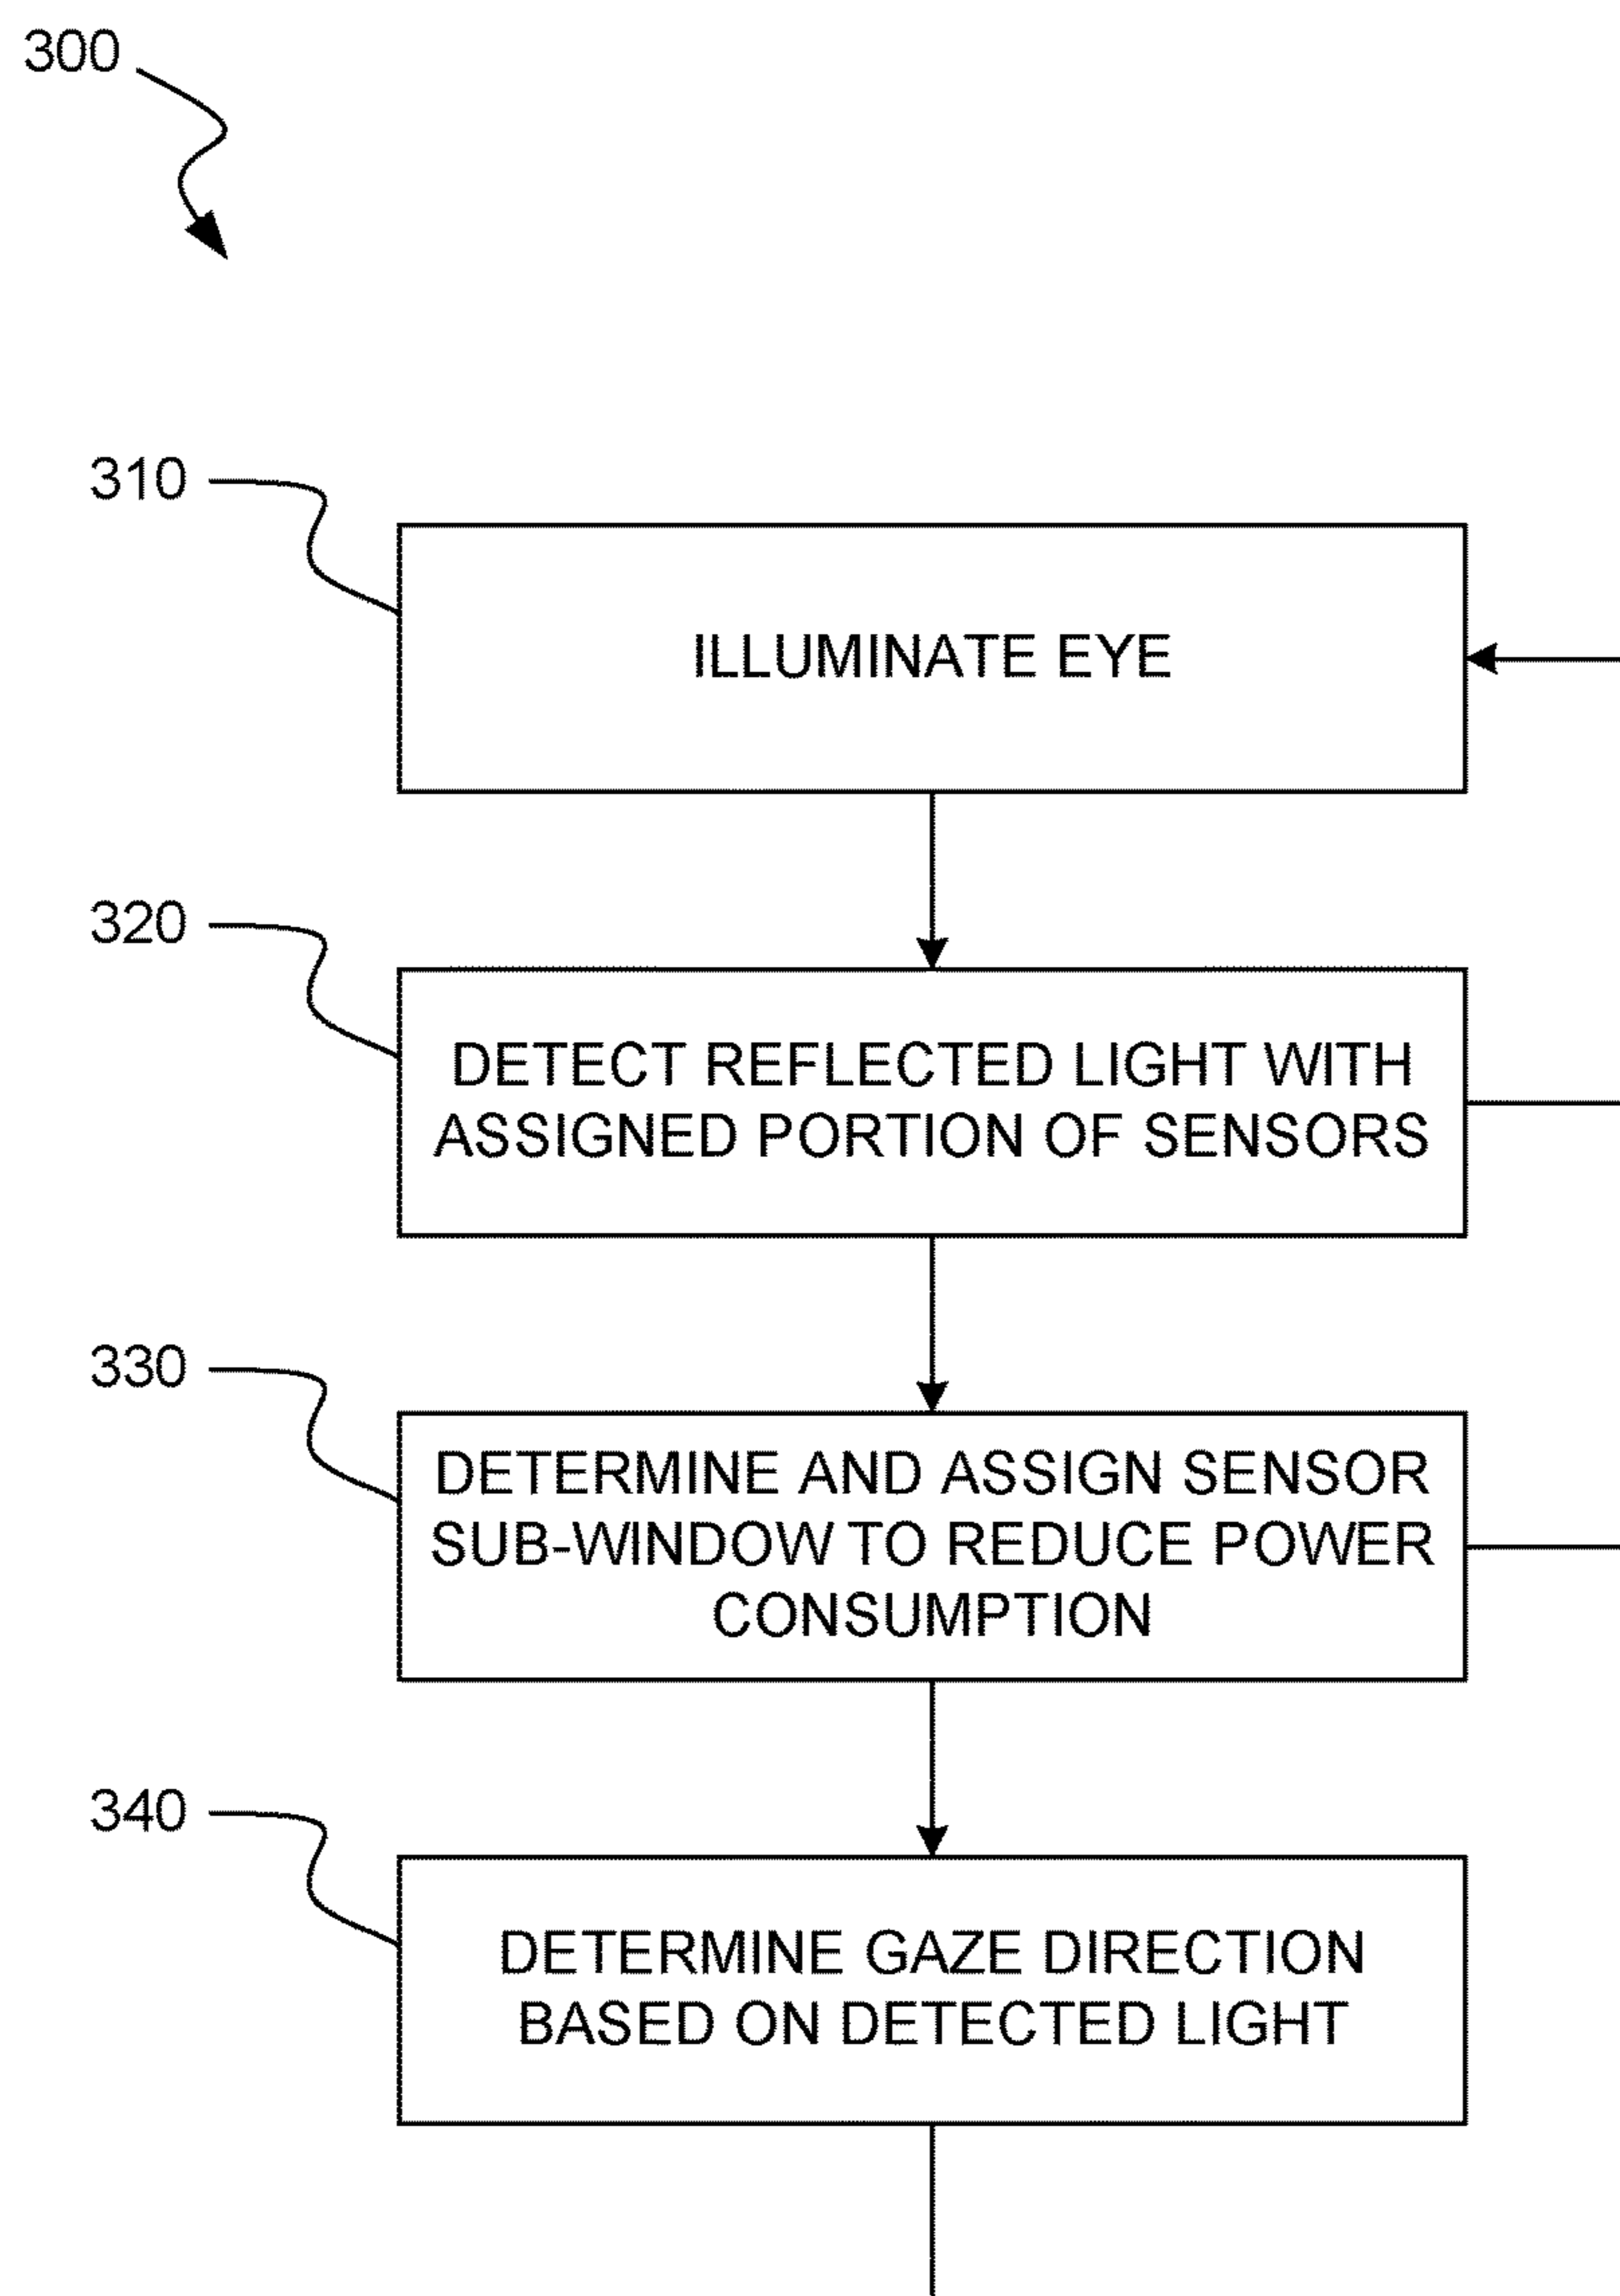 300
310
ILLUMINATE EYE
320
DETECT REFLECTED LIGHT WITH
ASSIGNED PORTION OF SENSORS
330
DETERMINE AND ASSIGN SENSOR
SUB-WINDOW TO REDUCE POWER
CONSUMPTION
340
DETERMINE GAZE DIRECTION
BASED ON DETECTED LIGHT